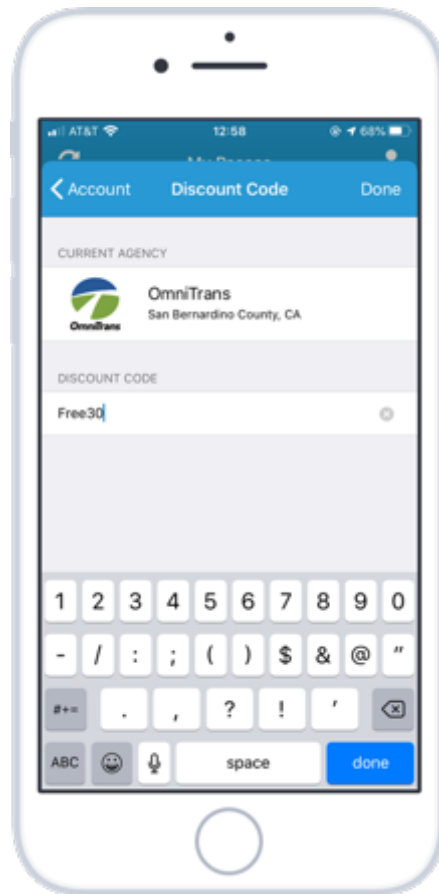 AT&T 12:58 68%
Account Discount Code Done
CURRENT AGENCY
OmniTrans
San Bernardino County, CA
OmniTrans
DISCOUNT CODE
Free30
1 2 3 4 5 6 7 8 9 0
- / : ; ( ) $ & @ "
#+= . , ? ! '
ABC space done